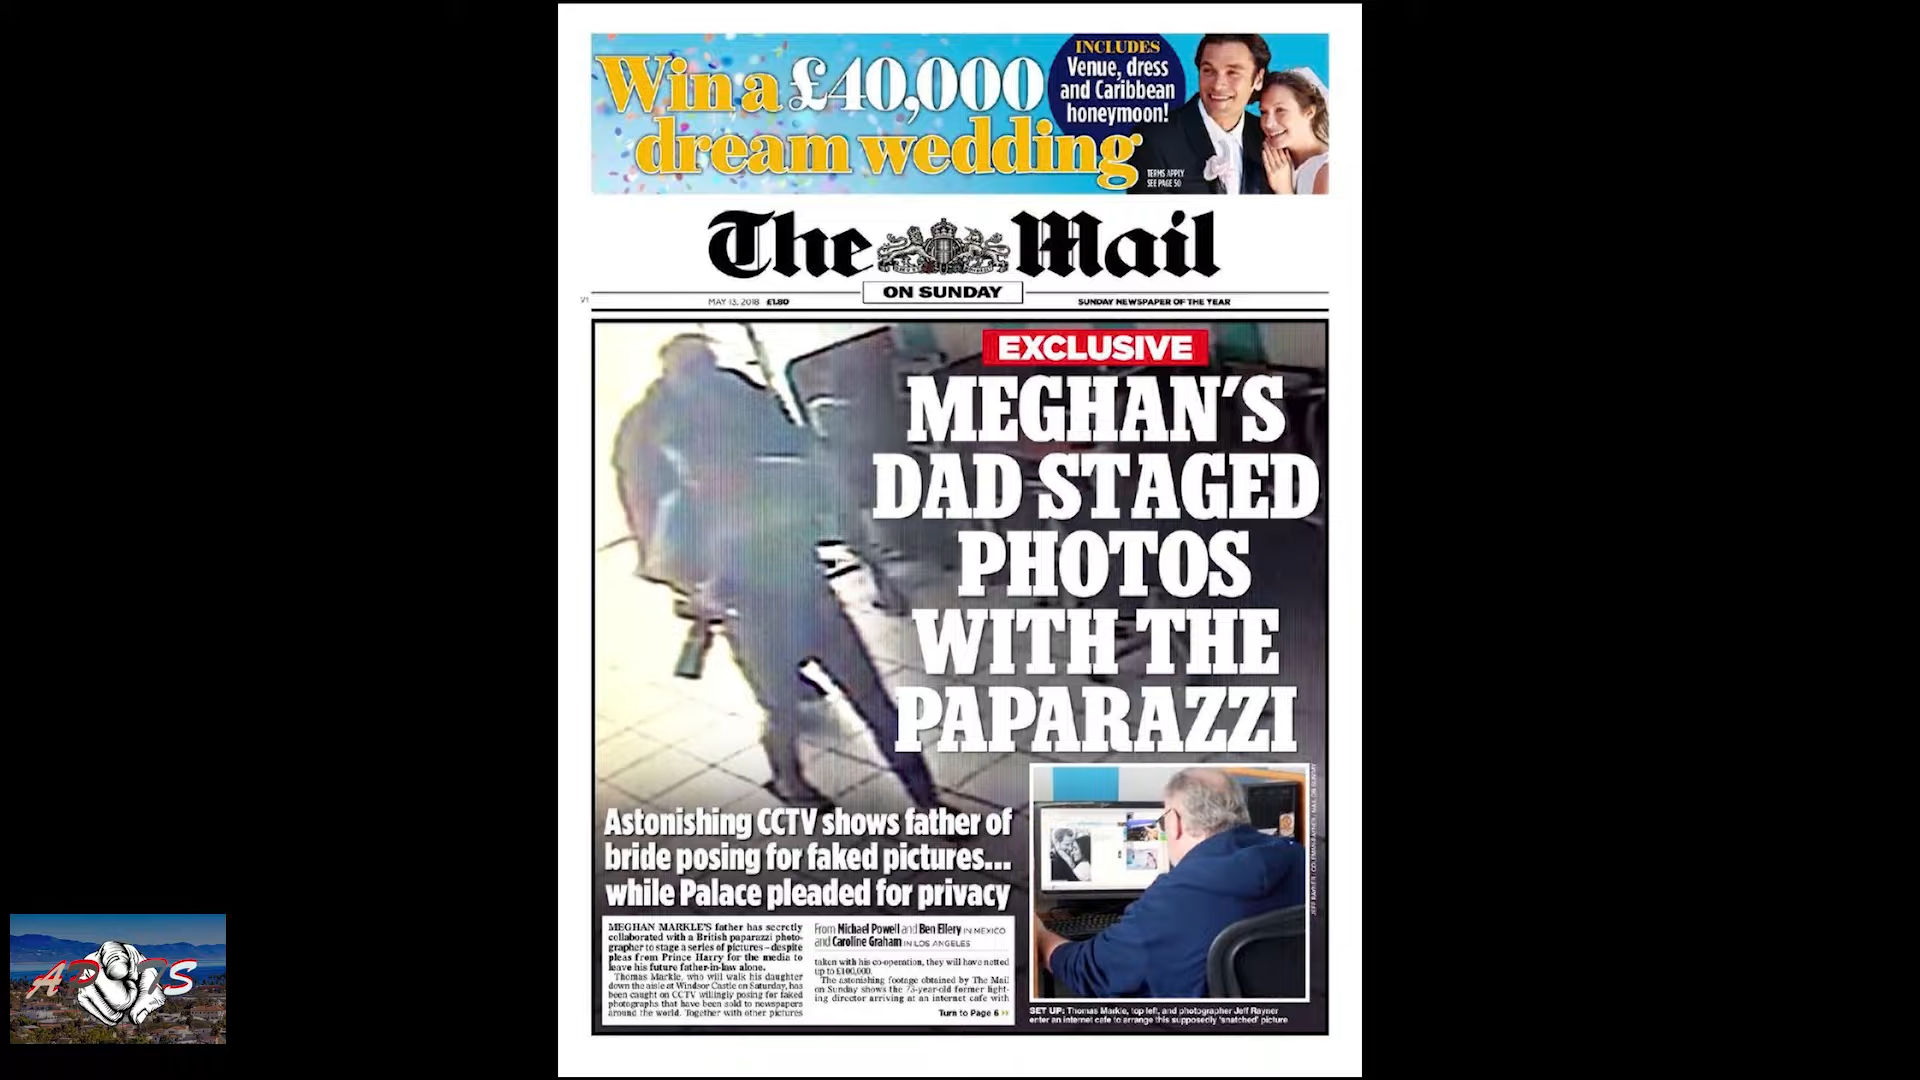 Win a £40,000
dream wedding
INCLUDES
Venue, dress
and Caribbean
honeymoon!
TERMS APPLY
SEE PAGE 50
The Mail
ON SUNDAY
V1
MAY 13, 2018 £1.80
SUNDAY NEWSPAPER OF THE YEAR
EXCLUSIVE
MEGHAN'S
DAD STAGED
PHOTOS
WITH THE
PAPARAZZI
Astonishing CCTV shows father of
bride posing for faked pictures...
while Palace pleaded for privacy
MEGHAN MARKLE'S father has secretly
collaborated with a British paparazzi photo-
grapher to stage a series of pictures – despite
pleas from Prince Harry for the media to
leave his future father-in-law alone.
Thomas Markle, who will walk his daughter
down the aisle at Windsor Castle on Saturday, has
been caught on CCTV willingly posing for faked
photographs that have been sold to newspapers
around the world. Together with other pictures
From Michael Powell and Ben Ellery IN MEXICO
and Caroline Graham IN LOS ANGELES
taken with his co-operation, they will have netted
up to £100,000.
The astonishing footage obtained by The Mail
on Sunday shows the 73-year-old former light-
ing director arriving at an internet cafe with
Turn to Page 6 »
SET UP: Thomas Markle, top left, and photographer Jeff Rayner
enter an internet cafe to arrange this supposedly 'snatched' picture